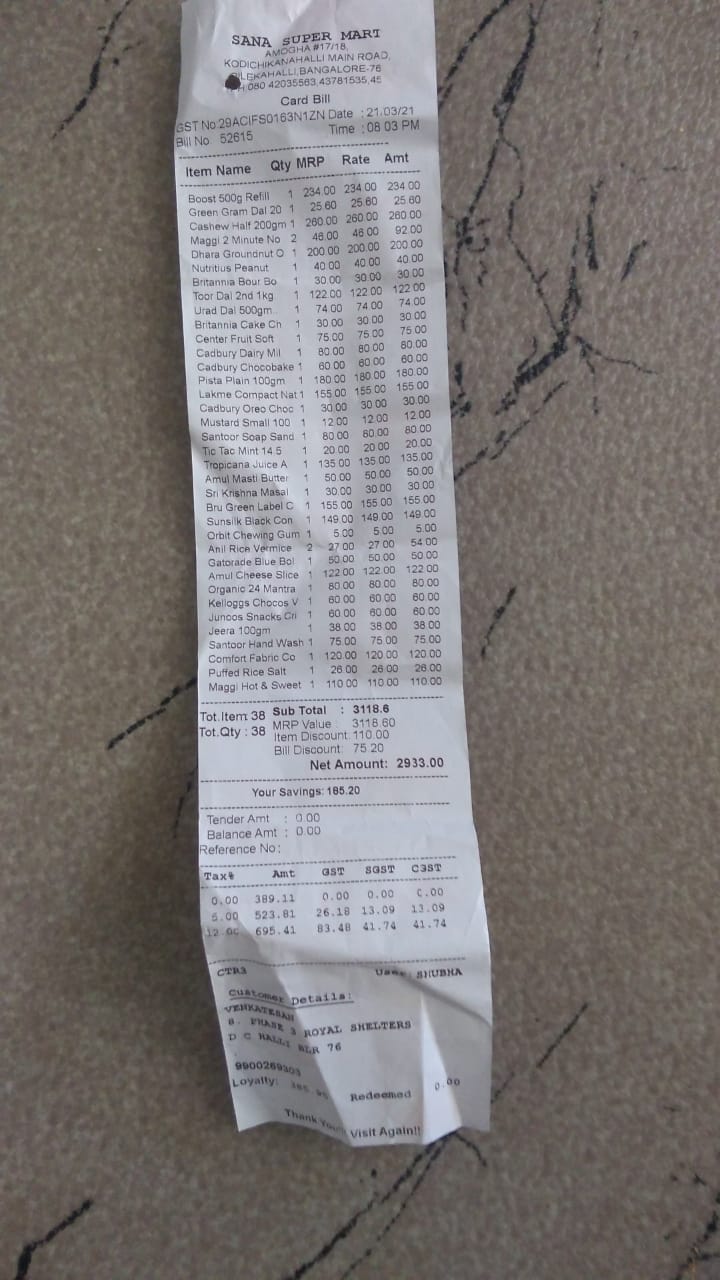 SANA SUPER MART
AMOGHA #17/18,
KODICHIKANAHALLI MAIN ROAD,
BILEKAHALLI,BANGALORE-76
PH:080 42035563,43781535,45
Card Bill
GST No:29ACIFS0163N1ZN Date : 21/03/21
Bill No. 52615 Time : 08:03 PM
Item Name Qty MRP Rate Amt
Boost 500g Refill 1 234.00 234.00 234.00
Green Gram Dal 20 1 25.60 25.60 25.60
Cashew Half 200gm 1 260.00 260.00 260.00
Maggi 2 Minute No 2 46.00 46.00 92.00
Dhara Groundnut O 1 200.00 200.00 200.00
Nutritius Peanut 1 40.00 40.00 40.00
Britannia Bour Bo 1 30.00 30.00 30.00
Toor Dal 2nd 1kg 1 122.00 122.00 122.00
Urad Dal 500gm.. 1 74.00 74.00 74.00
Britannia Cake Ch 1 30.00 30.00 30.00
Center Fruit Soft 1 75.00 75.00 75.00
Cadbury Dairy Mil 1 80.00 80.00 80.00
Cadbury Chocobake 1 60.00 60.00 60.00
Pista Plain 100gm 1 180.00 180.00 180.00
Lakme Compact Nat 1 155.00 155.00 155.00
Cadbury Oreo Choc 1 30.00 30.00 30.00
Mustard Small 100 1 12.00 12.00 12.00
Santoor Soap Sand 1 80.00 80.00 80.00
Tic Tac Mint 14.5 1 20.00 20.00 20.00
Tropicana Juice A 1 135.00 135.00 135.00
Amul Masti Butter 1 50.00 50.00 50.00
Sri Krishna Masal 1 30.00 30.00 30.00
Bru Green Label C 1 155.00 155.00 155.00
Sunsilk Black Con 1 149.00 149.00 149.00
Orbit Chewing Gum 1 5.00 5.00 5.00
Anil Rice Vermice 2 27.00 27.00 54.00
Gatorade Blue Bol 1 50.00 50.00 50.00
Amul Cheese Slice 1 122.00 122.00 122.00
Organic 24 Mantra 1 80.00 80.00 80.00
Kelloggs Chocos V 1 60.00 60.00 60.00
Junoos Snacks Cri 1 60.00 60.00 60.00
Jeera 100gm 1 38.00 38.00 38.00
Santoor Hand Wash 1 75.00 75.00 75.00
Comfort Fabric Co 1 120.00 120.00 120.00
Puffed Rice Salt 1 26.00 26.00 26.00
Maggi Hot & Sweet 1 110.00 110.00 110.00
Tot.Item: 38 Sub Total : 3118.6
Tot.Qty : 38 MRP Value : 3118.60
Item Discount: 110.00
Bill Discount: 75.20
Net Amount: 2933.00
Your Savings: 185.20
Tender Amt : 0.00
Balance Amt : 0.00
Reference No:
Tax% Amt GST SGST CGST
0.00 389.11 0.00 0.00 0.00
5.00 523.81 26.18 13.09 13.09
12.00 695.41 83.48 41.74 41.74
CTR3 User: SHUBHA
Customer Details:
VENKATESAN
8. PHASE 3 ROYAL SHELTERS
D C HALLI BLR 76
.
9900269303
Loyalty: Redeemed 0.00
Thank You!! Visit Again!!